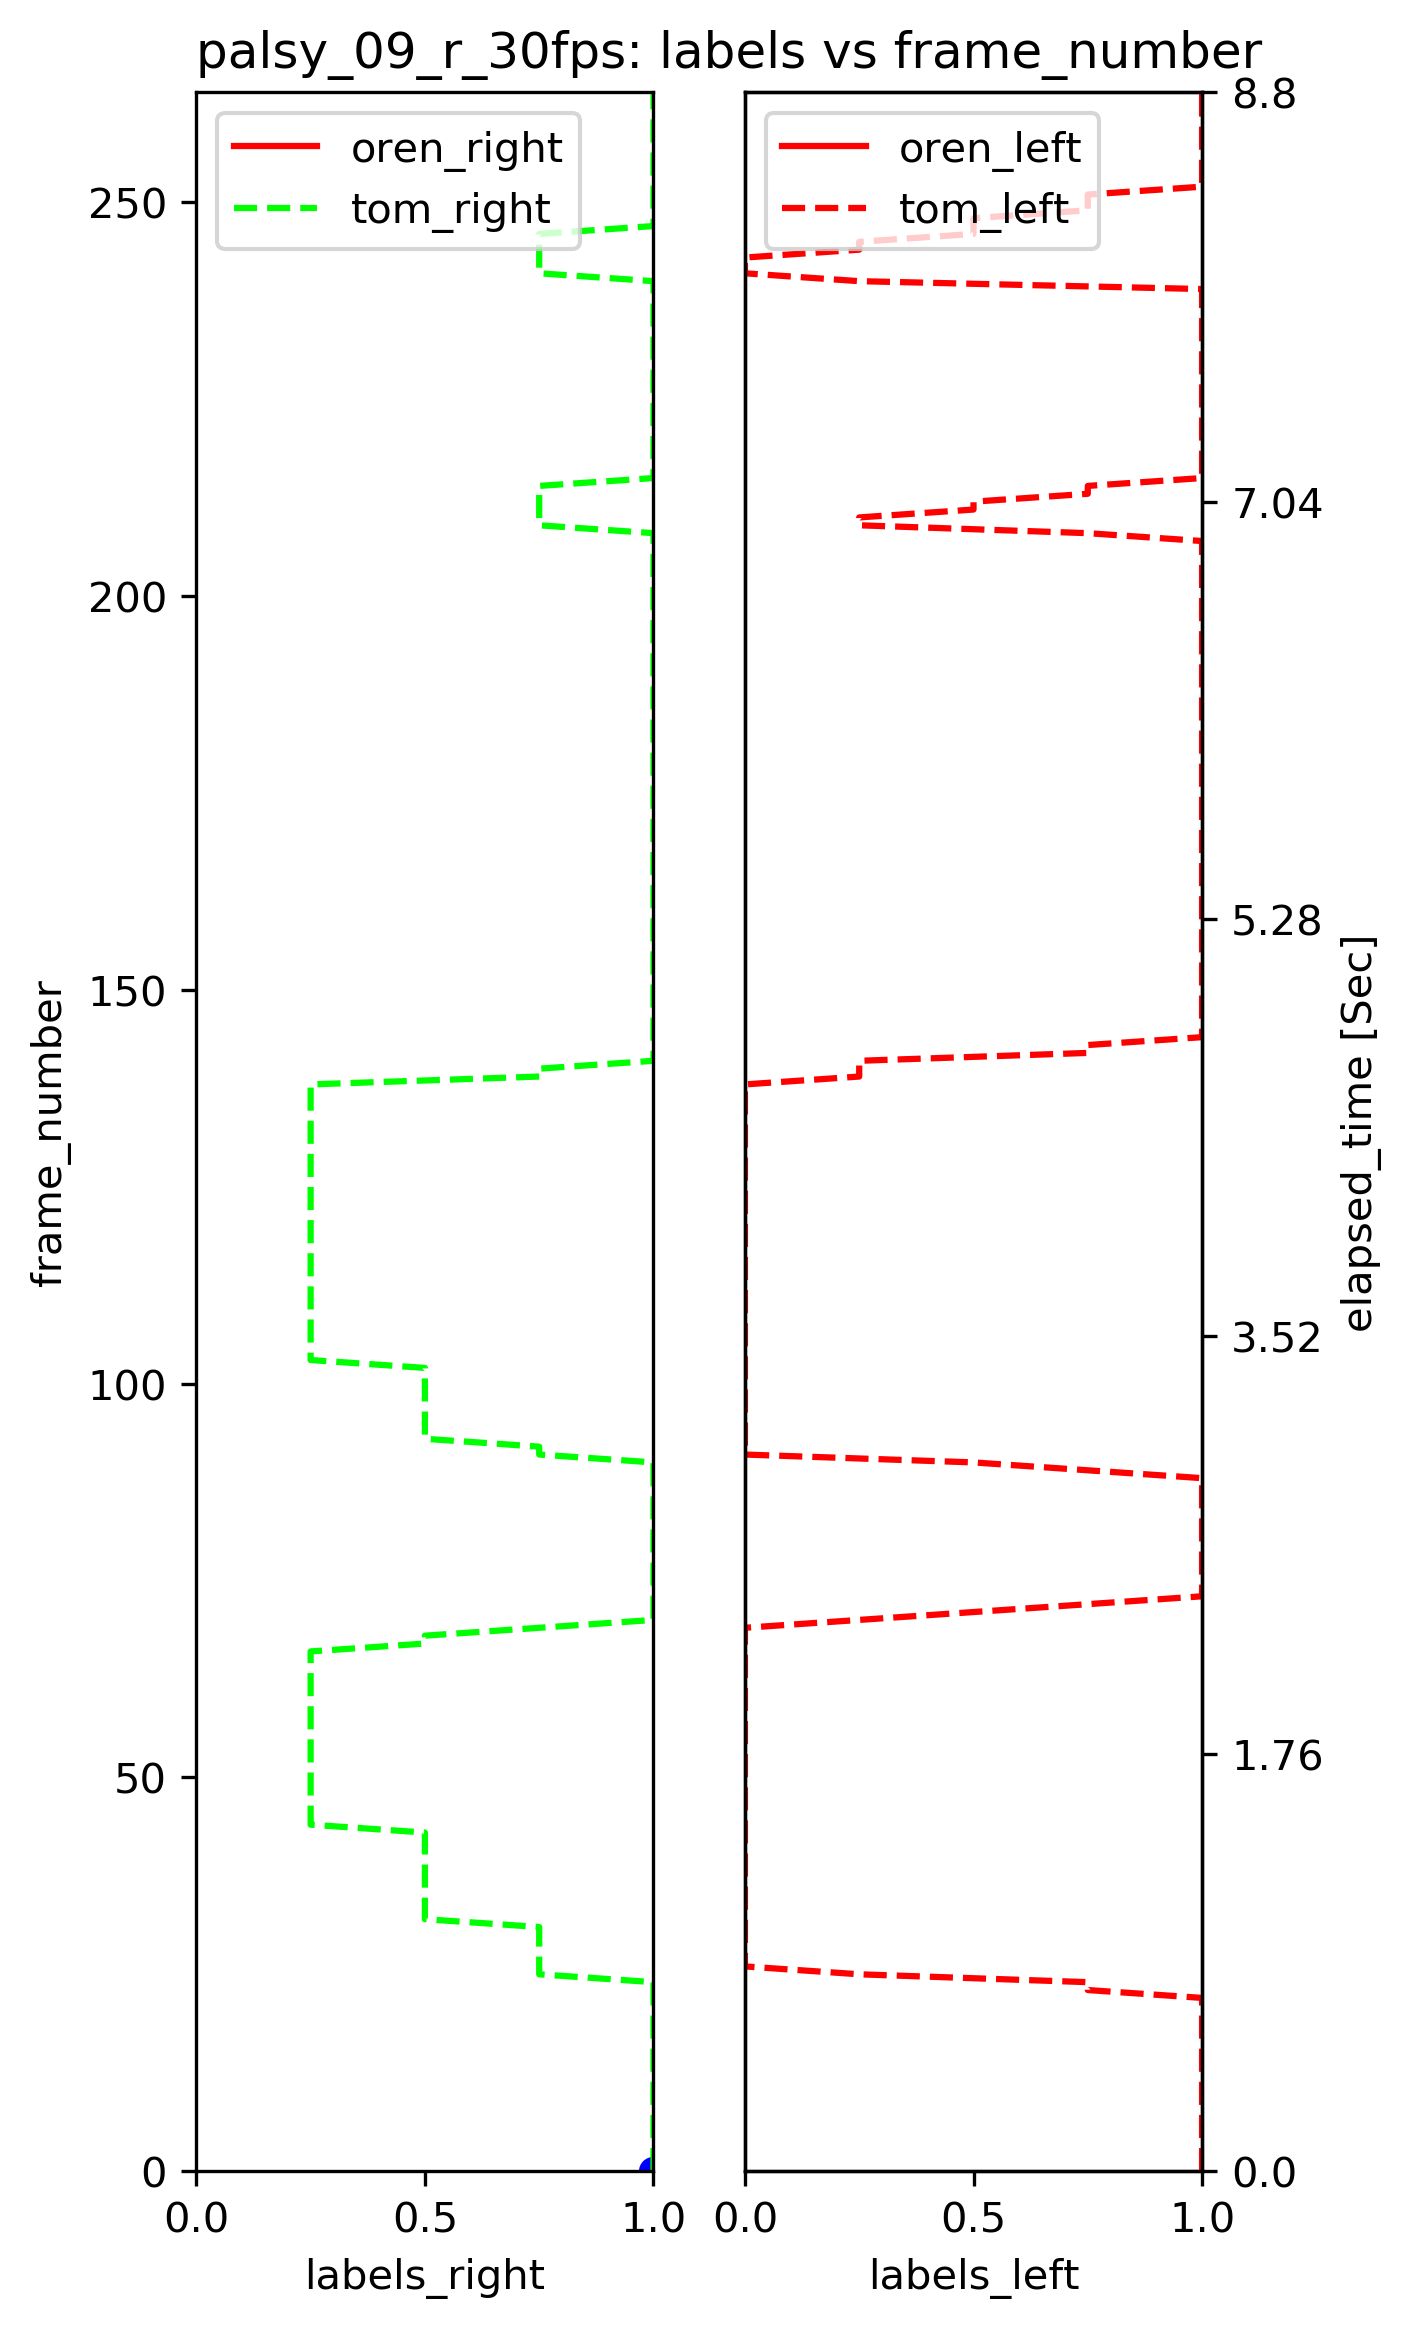 palsy_09_r_30fps: labels vs frame_number
oren_right
tom_right
oren_left
tom_left
250
200
150
100
50
0
frame_number
0.0 0.5 1.0
labels_right
8.8
7.04
5.28
3.52
1.76
0.0
elapsed_time [Sec]
0.0 0.5 1.0
labels_left